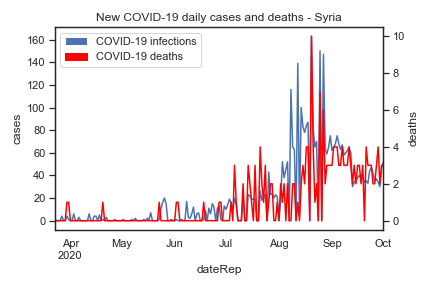 New COVID-19 daily cases and deaths - Syria
COVID-19 infections
COVID-19 deaths
160
140
120
100
80
60
40
20
0
cases
10
8
6
4
2
0
deaths
Apr May Jun Jul Aug Sep Oct
2020
dateRep